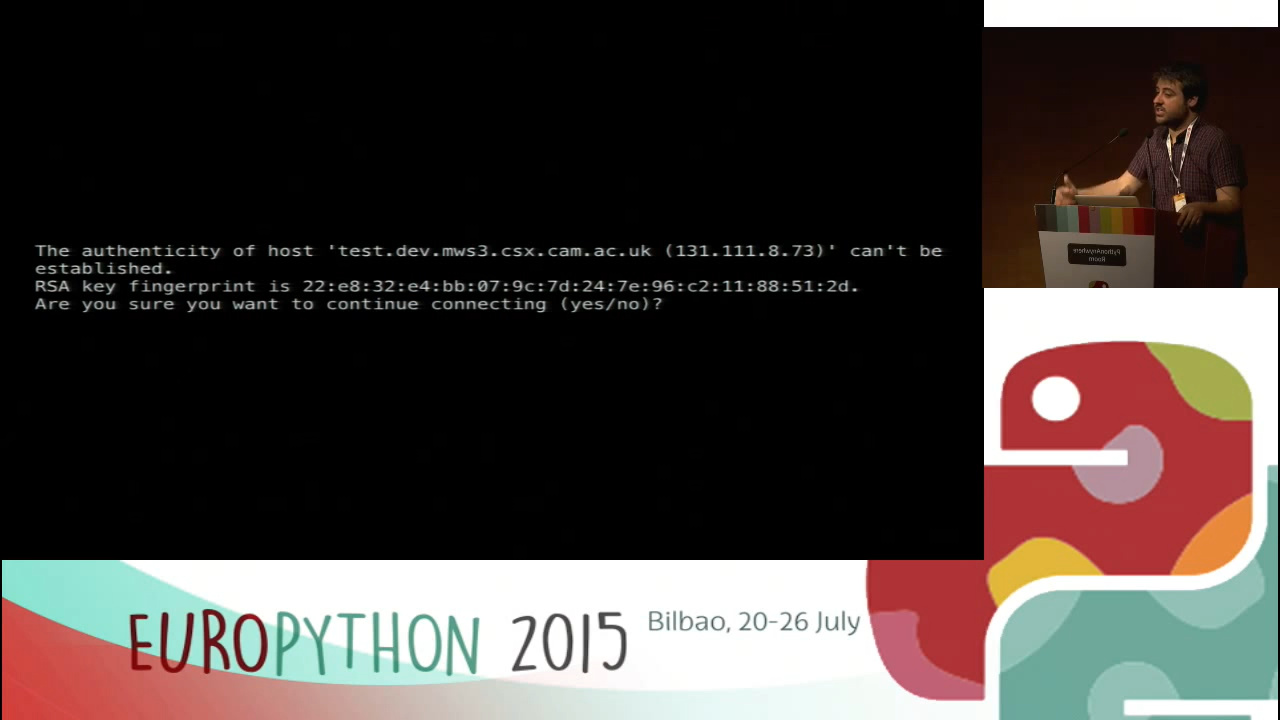 The authenticity of host 'test.dev.mws3.csx.cam.ac.uk (131.111.8.73)' can't be
established.
RSA key fingerprint is 22:e8:32:e4:bb:07:9c:7d:24:7e:96:c2:11:88:51:2d.
Are you sure you want to continue connecting (yes/no)?
PythonAnywhere
Room
EUROPYTHON 2015
Bilbao, 20-26 July